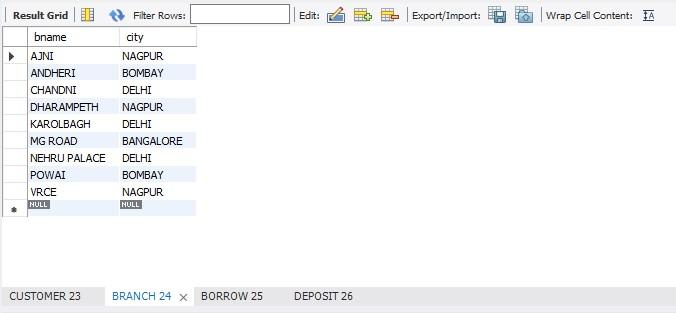 Result Grid Filter Rows: Edit: Export/Import: Wrap Cell Content: IA
bname city
AJNI NAGPUR
ANDHERI BOMBAY
CHANDNI DELHI
DHARAMPETH NAGPUR
KAROLBAGH DELHI
MG ROAD BANGALORE
NEHRU PALACE DELHI
POWAI BOMBAY
VRCE NAGPUR
NULL NULL
CUSTOMER 23 BRANCH 24 BORROW 25 DEPOSIT 26